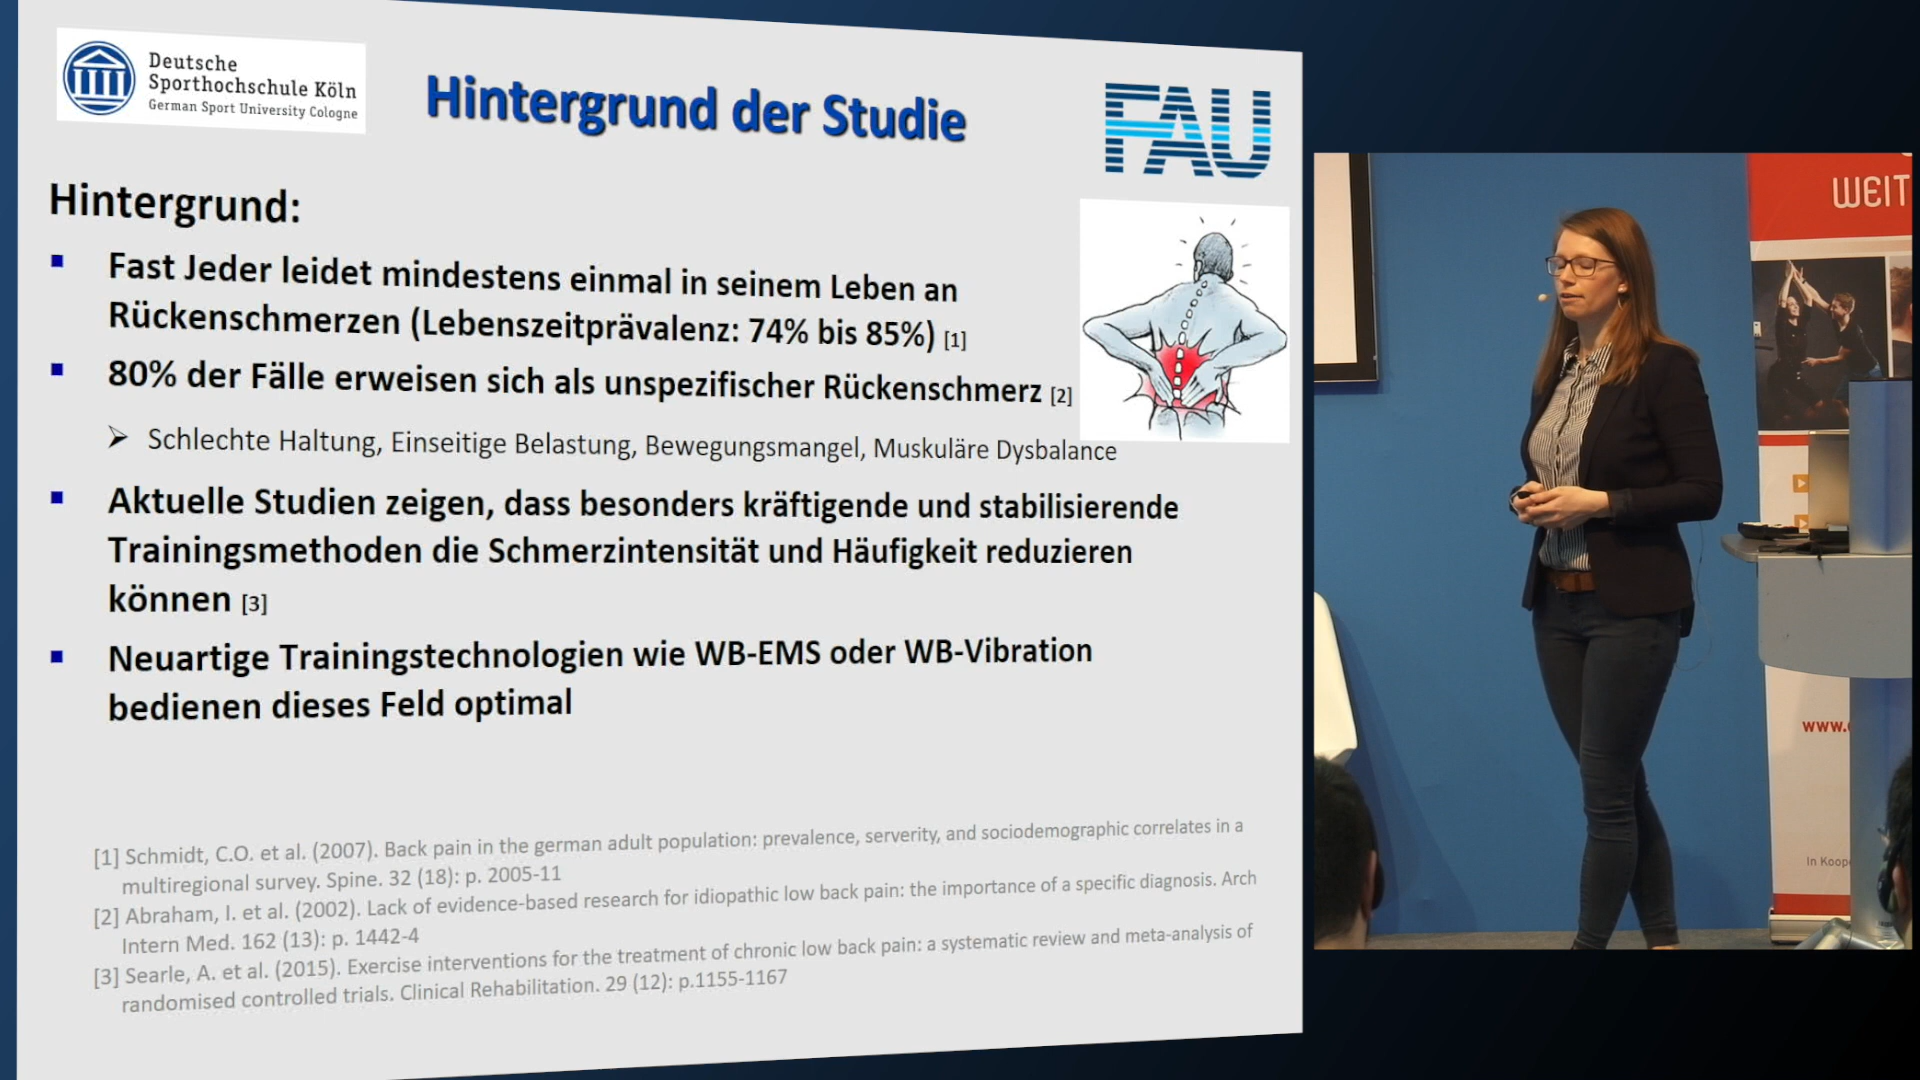 Deutsche
Sporthochschule Köln
German Sport University Cologne
Hintergrund der Studie
FAU
Hintergrund:
▪ Fast Jeder leidet mindestens einmal in seinem Leben an
Rückenschmerzen (Lebenszeitprävalenz: 74% bis 85%) [1]
▪ 80% der Fälle erweisen sich als unspezifischer Rückenschmerz [2]
➢ Schlechte Haltung, Einseitige Belastung, Bewegungsmangel, Muskuläre Dysbalance
▪ Aktuelle Studien zeigen, dass besonders kräftigende und stabilisierende
Trainingsmethoden die Schmerzintensität und Häufigkeit reduzieren
können [3]
▪ Neuartige Trainingstechnologien wie WB-EMS oder WB-Vibration
bedienen dieses Feld optimal
[1] Schmidt, C.O. et al. (2007). Back pain in the german adult population: prevalence, serverity, and sociodemographic correlates in a
multiregional survey. Spine. 32 (18): p. 2005-11
[2] Abraham, I. et al. (2002). Lack of evidence-based research for idiopathic low back pain: the importance of a specific diagnosis. Arch
Intern Med. 162 (13): p. 1442-4
[3] Searle, A. et al. (2015). Exercise interventions for the treatment of chronic low back pain: a systematic review and meta-analysis of
randomised controlled trials. Clinical Rehabilitation. 29 (12): p.1155-1167
WEIT
www.
In Koop